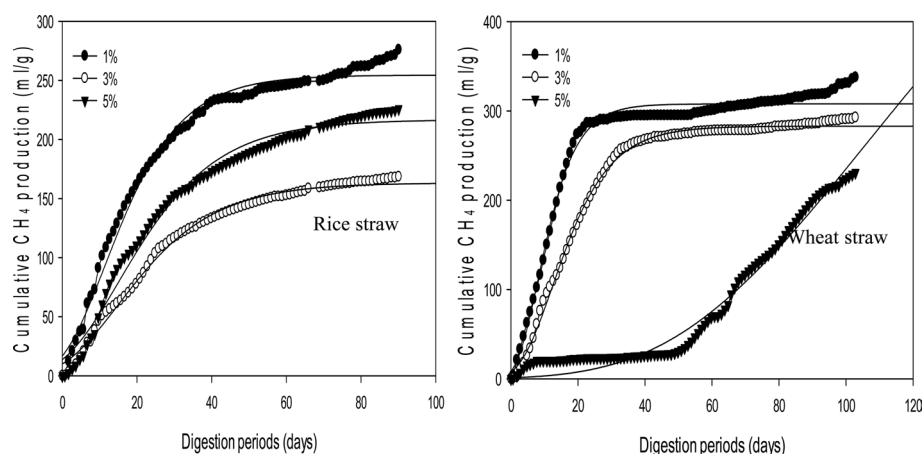 300
250
200
150
100
50
0
Cumulative CH₄ production (ml/g)
1%
3%
5%
Rice straw
0 20 40 60 80 100
Digestion periods (days)
400
300
200
100
0
Cumulative CH₄ production (ml/g)
1%
3%
5%
Wheat straw
0 20 40 60 80 100 120
Digestion periods (days)